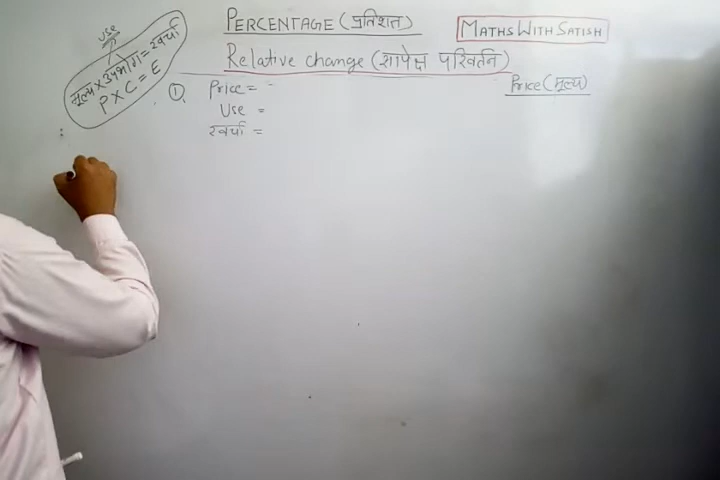 PERCENTAGE (प्रतिशत)
MATHS WITH SATISH
Relative change (सापेक्ष परिवर्तन)
use
मूल्य × उपभोग = खर्चा
P × C = E
Price (मूल्य)
① Price =
Use =
खर्चा =